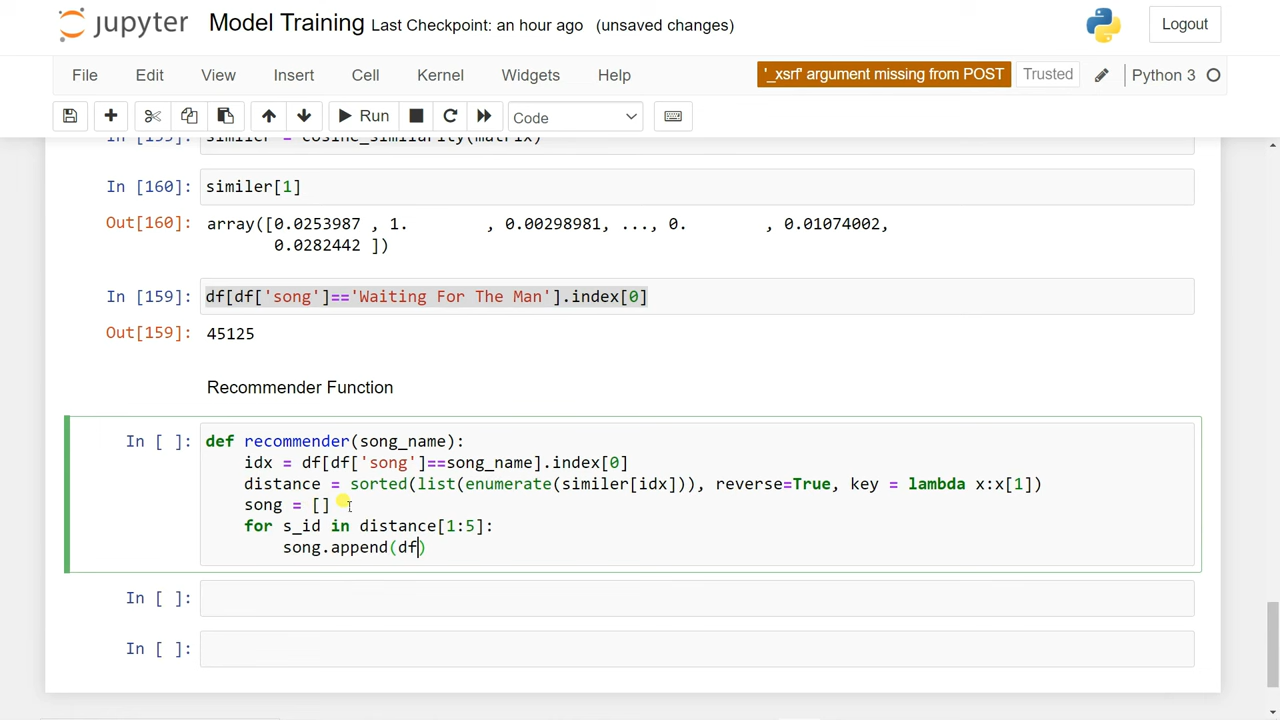 jupyter Model Training Last Checkpoint: an hour ago (unsaved changes) Logout
File Edit View Insert Cell Kernel Widgets Help '_xsrf' argument missing from POST Trusted Python 3
Run Code
similer = cosine_similarity(matrix)
In [160]: similer[1]
Out[160]: array([0.0253987 , 1. , 0.00298981, ..., 0. , 0.01074002,
0.0282442 ])
In [159]: df[df['song']=='Waiting For The Man'].index[0]
Out[159]: 45125
Recommender Function
In [ ]: def recommender(song_name):
idx = df[df['song']==song_name].index[0]
distance = sorted(list(enumerate(similer[idx])), reverse=True, key = lambda x:x[1])
song = []
for s_id in distance[1:5]:
song.append(df)
In [ ]:
In [ ]: